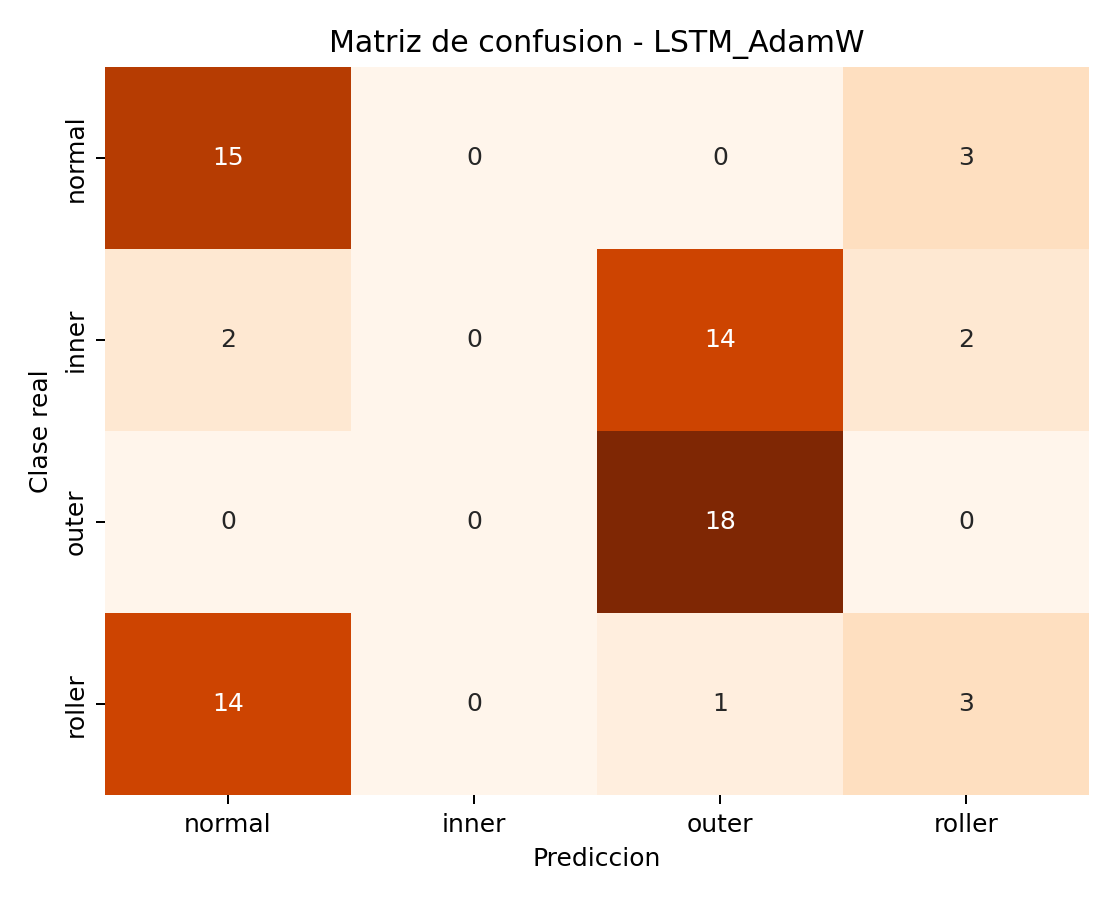 Matriz de confusion - LSTM_AdamW
Clase real
normal 15 0 0 3
inner 2 0 14 2
outer 0 0 18 0
roller 14 0 1 3
normal inner outer roller
Prediccion